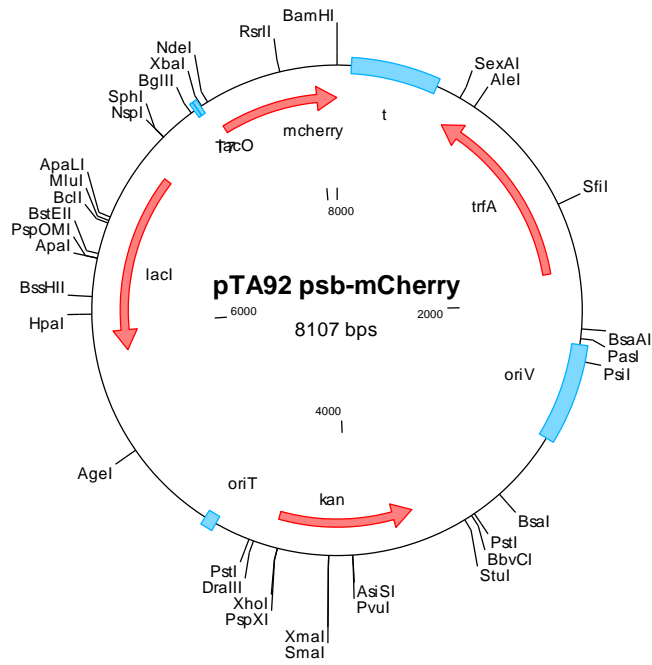 BamHI
RsrII
NdeI
XbaI
BglII
SphI
NspI
ApaLI
MluI
BclI
BstEII
PspOMI
ApaI
BssHII
HpaI
AgeI
PstI
DraIII
XhoI
PspXI
XmaI
SmaI
AsiSI
PvuI
StuI
BbvCI
PstI
BsaI
PsiI
PasI
BsaAI
SfiI
AleI
SexAI
t
mcherry
lacO
trfA
lacI
oriV
oriT
kan
8000
2000
4000
6000
pTA92 psb-mCherry
8107 bps